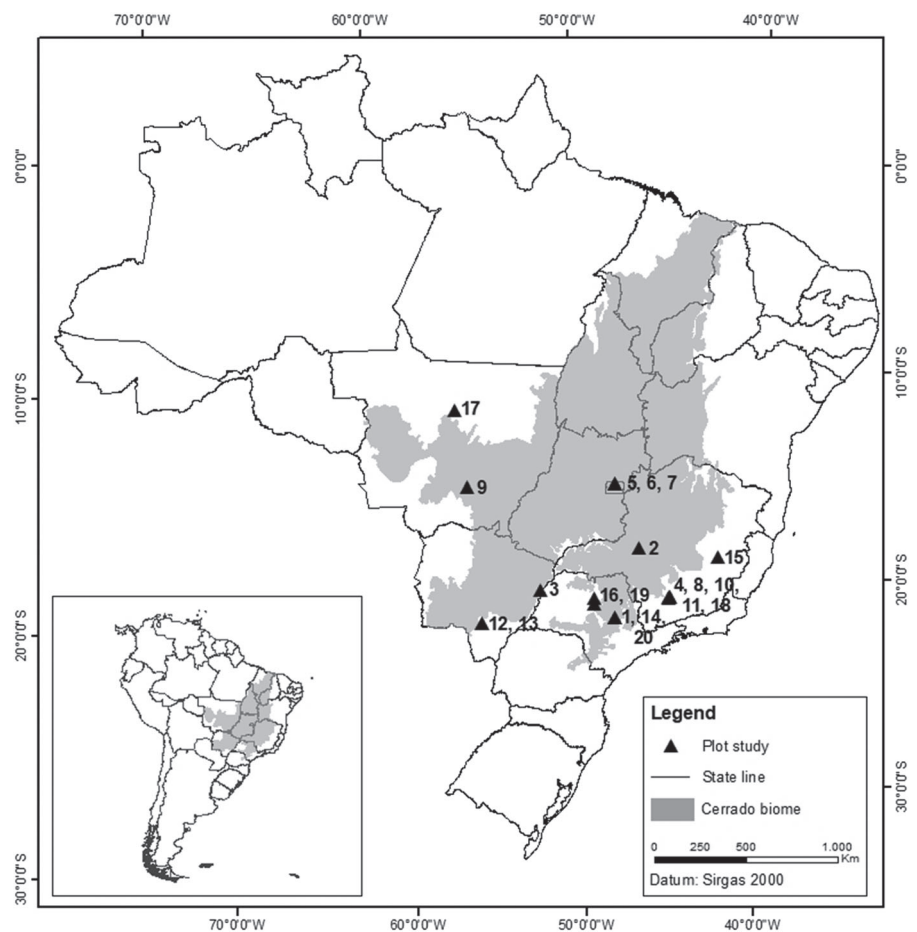 70°0'0"W 60°0'0"W 50°0'0"W 40°0'0"W
0°0'0"
0°0'0"
10°0'0"S
10°0'0"S
17
9
5, 6, 7
2
15
20°0'0"S
3
16, 19
4, 8, 10,
11, 18
1, 14,
20
12, 13
20°0'0"S
Legend
Plot study
State line
Cerrado biome
0 250 500 1.000
Km
Datum: Sirgas 2000
30°0'0"S
30°0'0"S
70°0'0"W 60°0'0"W 50°0'0"W 40°0'0"W